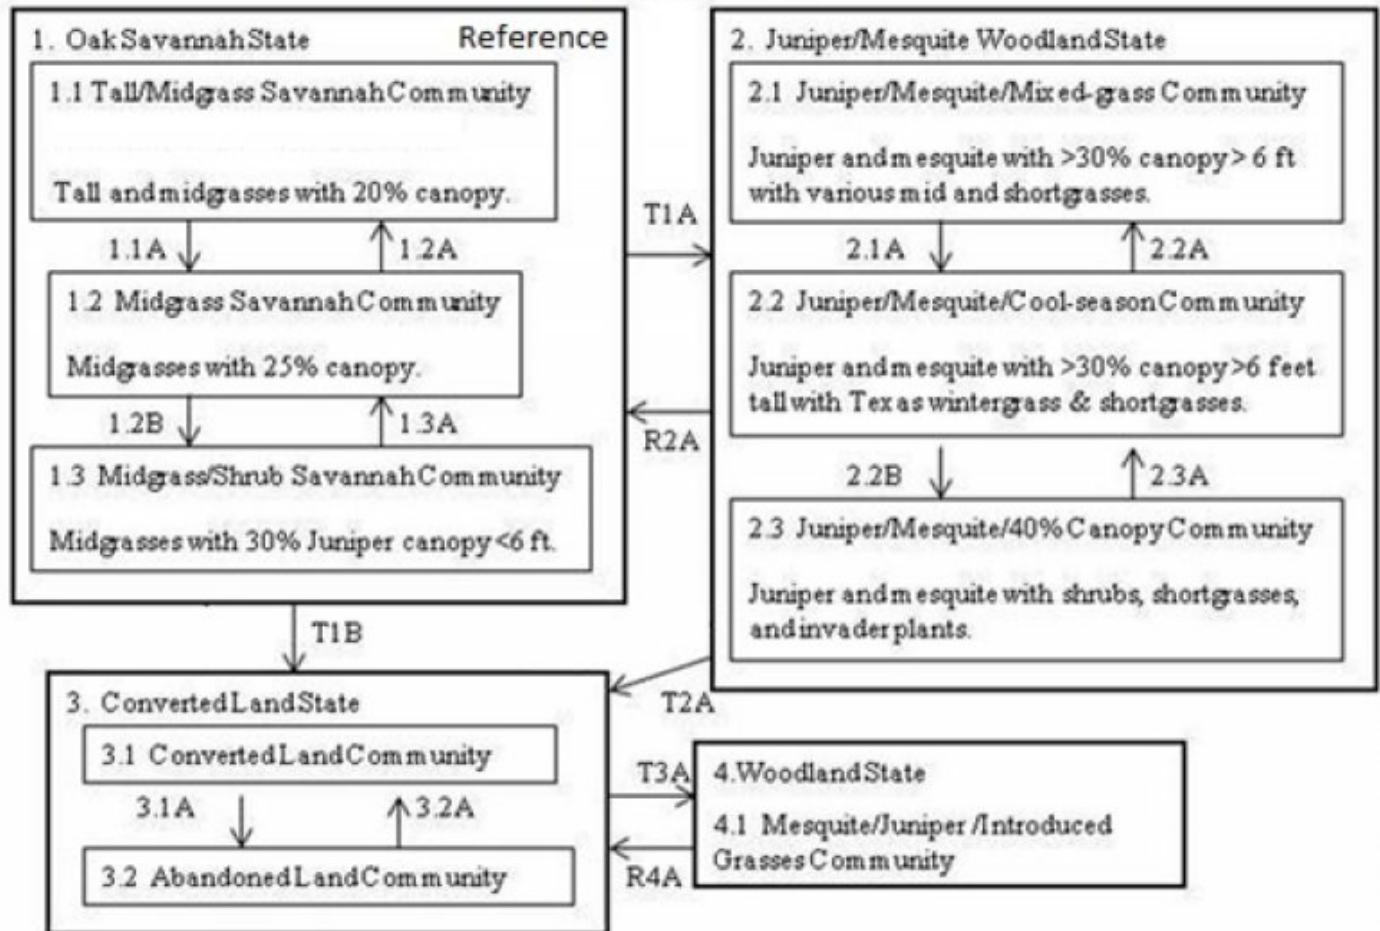 1. Oak Savannah State
Reference
1.1 Tall/Midgrass Savannah Community
Tall and midgrasses with 20% canopy.
1.1A
1.2A
1.2 Midgrass Savannah Community
Midgrasses with 25% canopy.
1.2B
1.3A
1.3 Midgrass/Shrub Savannah Community
Midgrasses with 30% Juniper canopy <6 ft.
T1A
R2A
2. Juniper/Mesquite Woodland State
2.1 Juniper/Mesquite/Mixed-grass Community
Juniper and mesquite with >30% canopy > 6 ft
with various mid and shortgrasses.
2.1A
2.2A
2.2 Juniper/Mesquite/Cool-season Community
Juniper and mesquite with >30% canopy >6 feet
tall with Texas wintergrass & shortgrasses.
2.2B
2.3A
2.3 Juniper/Mesquite/40% Canopy Community
Juniper and mesquite with shrubs, shortgrasses,
and invader plants.
T1B
T2A
3. Converted Land State
3.1 Converted Land Community
3.1A
3.2A
3.2 Abandoned Land Community
T3A
R4A
4. Woodland State
4.1 Mesquite/Juniper /Introduced
Grasses Community